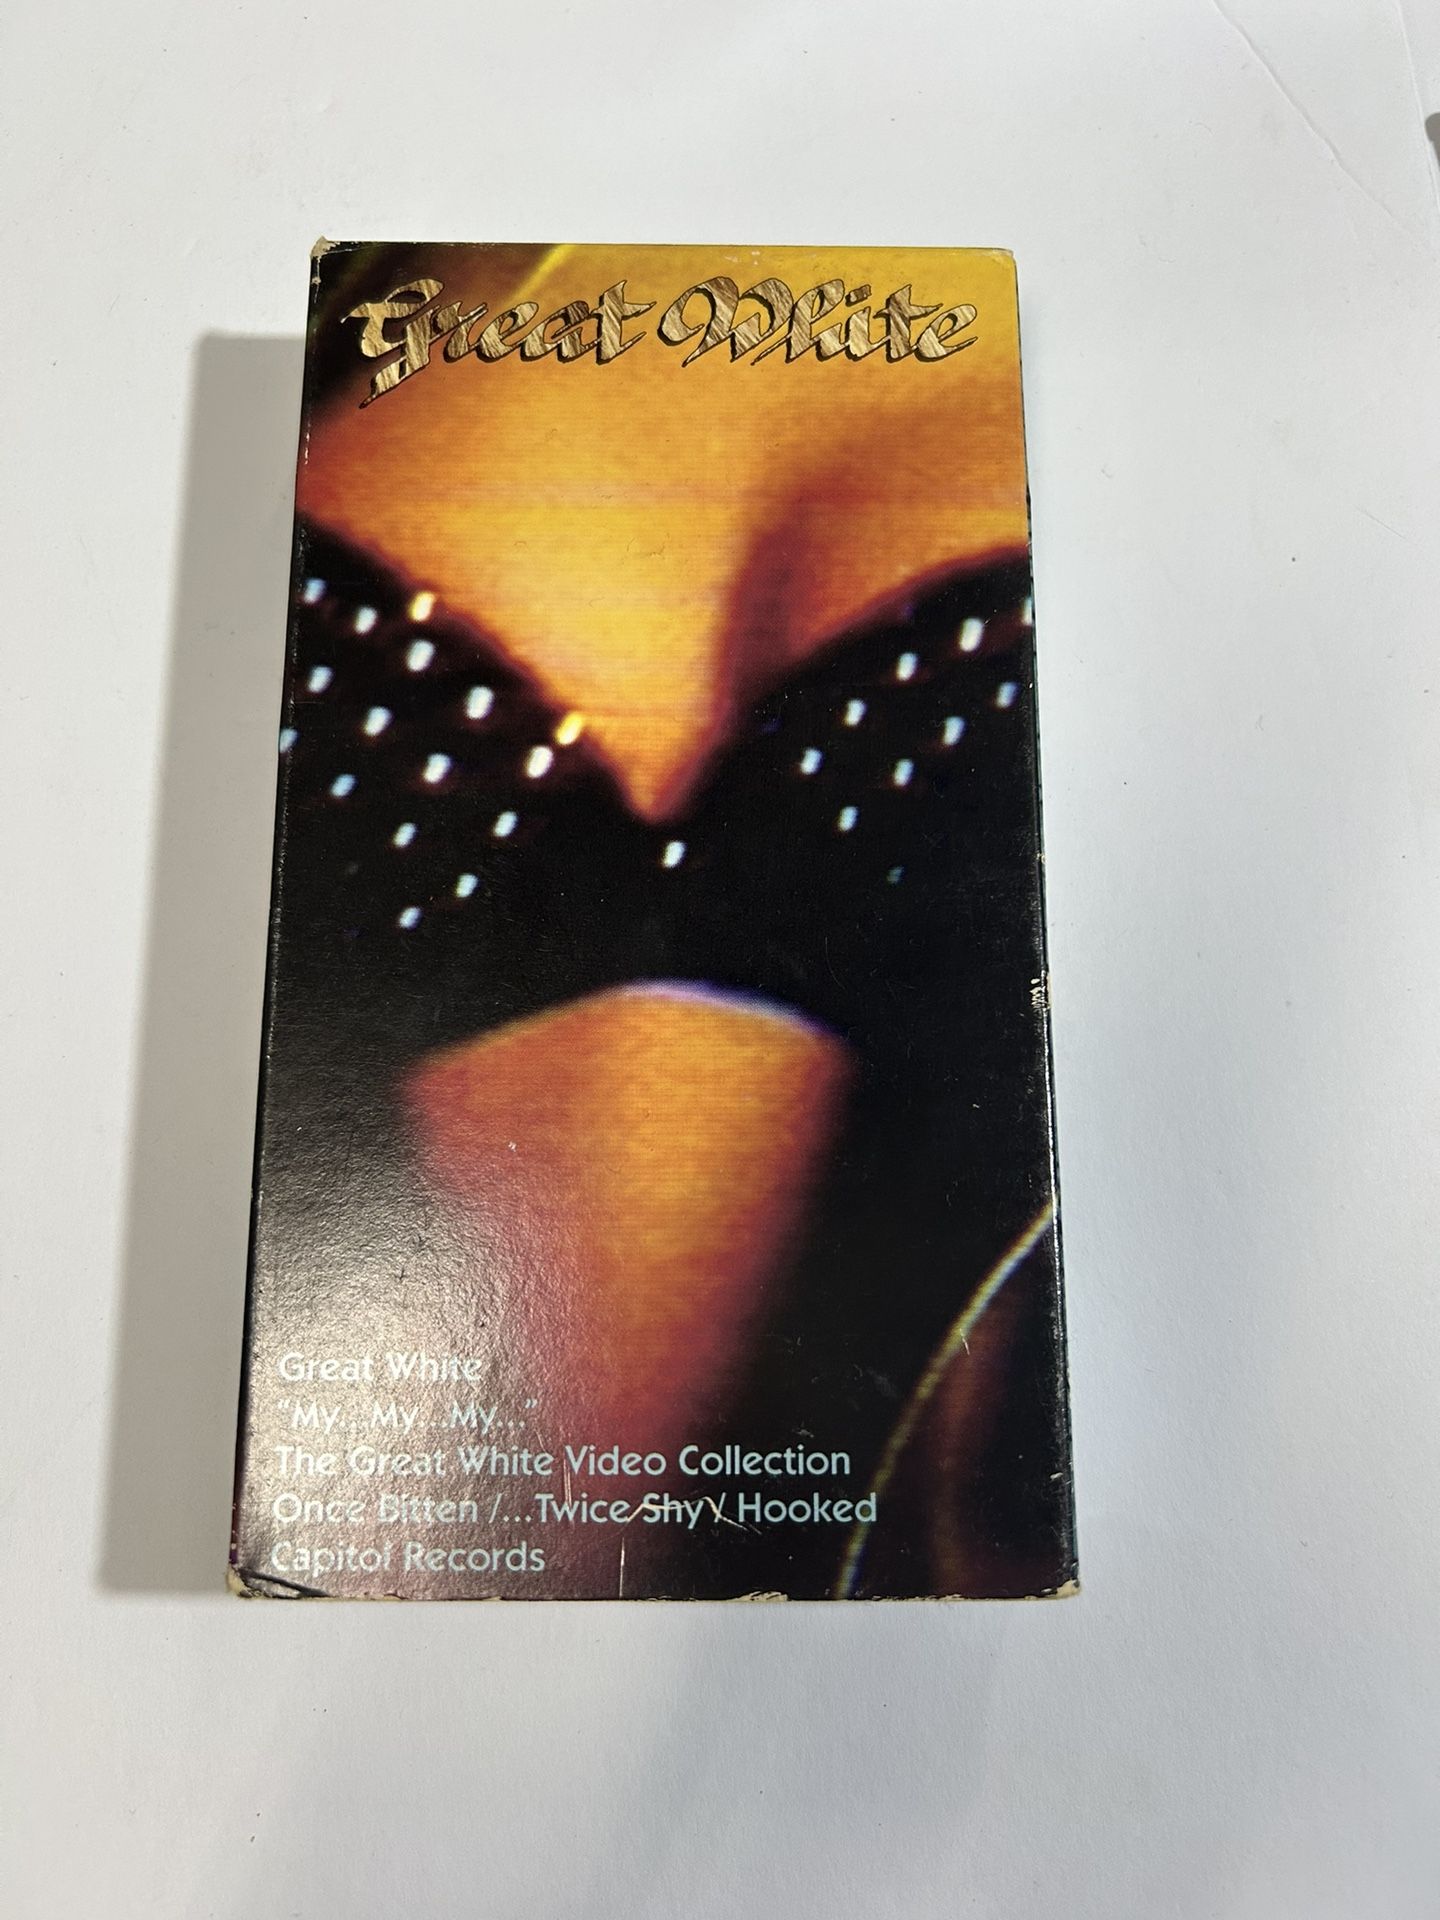 Great White
Great White
"My...My...My..."
The Great White Video Collection
Once Bitten /...Twice Shy / Hooked
Capitol Records